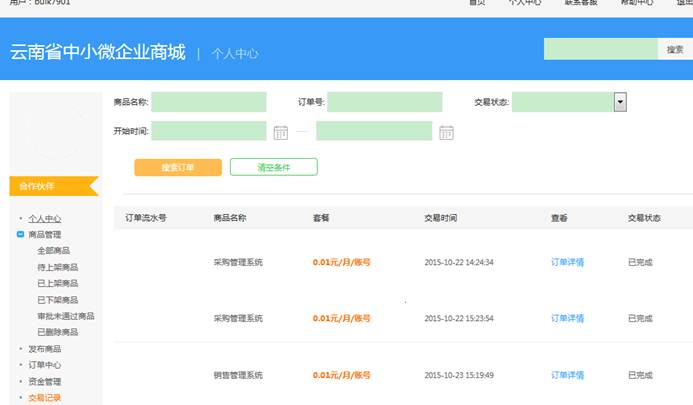 用户：Bulk7901 首页 个人中心 联系客服 帮助中心 退出
云南省中小微企业商城 | 个人中心 搜索
商品名称: 订单号: 交易状态:
开始时间:
搜索订单 清空条件
合作伙伴
个人中心
商品管理
全部商品
待上架商品
已上架商品
已下架商品
审批未通过商品
已删除商品
发布商品
订单中心
资金管理
交易记录
订单流水号 商品名称 套餐 交易时间 查看 交易状态
采购管理系统 0.01元/月/账号 2015-10-22 14:24:34 订单详情 已完成
采购管理系统 0.01元/月/账号 2015-10-22 15:23:54 订单详情 已完成
销售管理系统 0.01元/月/账号 2015-10-23 15:19:49 订单详情 已完成